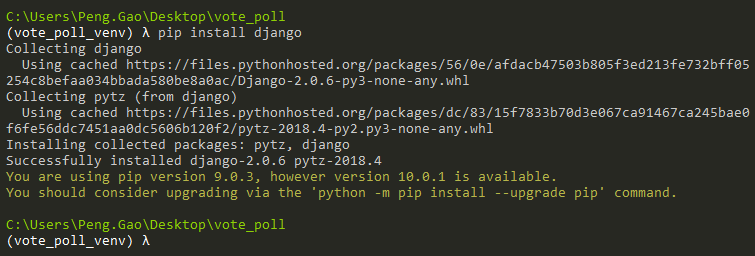 C:\Users\Peng.Gao\Desktop\vote_poll
(vote_poll_venv) λ pip install django
Collecting django
  Using cached https://files.pythonhosted.org/packages/56/0e/afdacb47503b805f3ed213fe732bff05
254c8befaa034bbada580be8a0ac/Django-2.0.6-py3-none-any.whl
Collecting pytz (from django)
  Using cached https://files.pythonhosted.org/packages/dc/83/15f7833b70d3e067ca91467ca245bae0
f6fe56ddc7451aa0dc5606b120f2/pytz-2018.4-py2.py3-none-any.whl
Installing collected packages: pytz, django
Successfully installed django-2.0.6 pytz-2018.4
You are using pip version 9.0.3, however version 10.0.1 is available.
You should consider upgrading via the 'python -m pip install --upgrade pip' command.
C:\Users\Peng.Gao\Desktop\vote_poll
(vote_poll_venv) λ